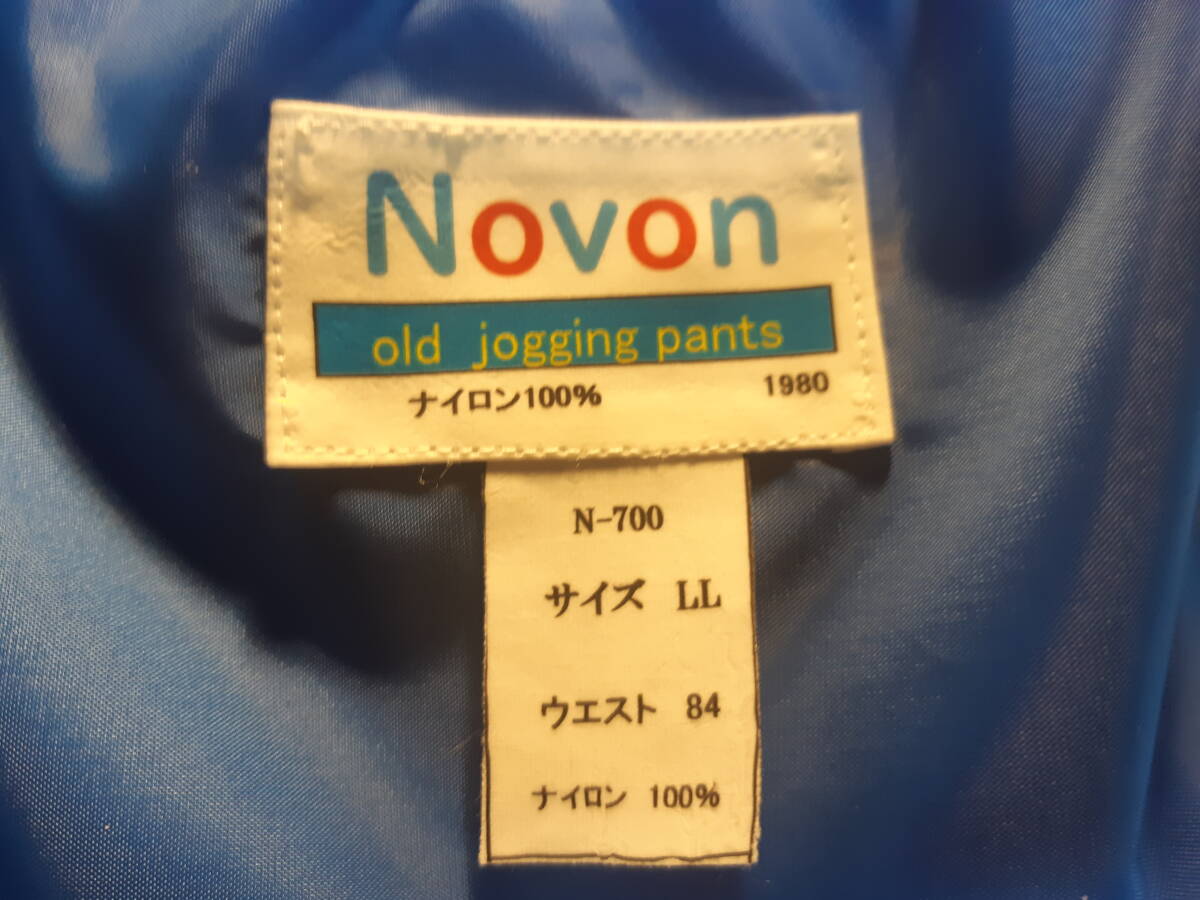 Novon
old jogging pants
ナイロン100% 1980
N-700
サイズ LL
ウエスト 84
ナイロン 100%